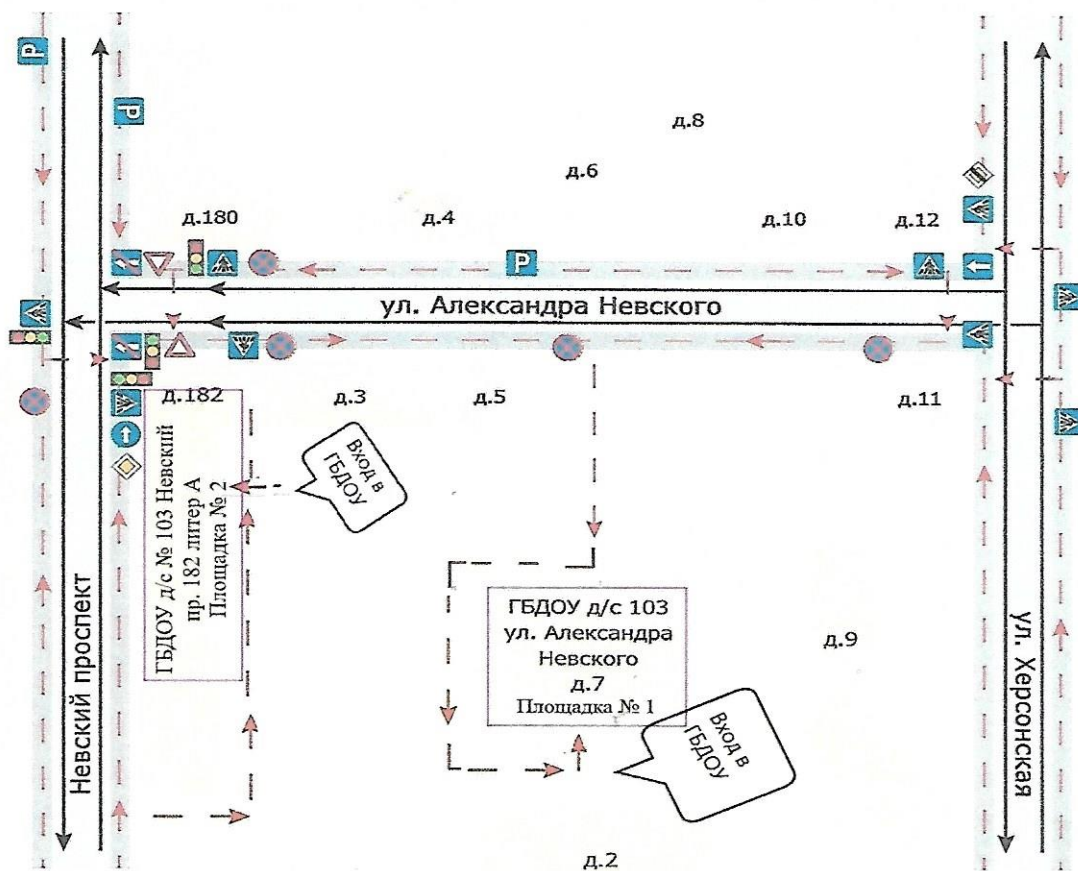 P
P
д.8
д.6
д.180
д.4
д.10
д.12
P
ул. Александра Невского
д.182
д.3
д.5
д.11
Вход в
ГБДОУ
ГБДОУ д/с № 103 Невский
пр. 182 литер А
Площадка № 2
Невский проспект
ГБДОУ д/с 103
ул. Александра
Невского
д.7
Площадка № 1
Вход в
ГБДОУ
д.9
ул. Херсонская
д.2